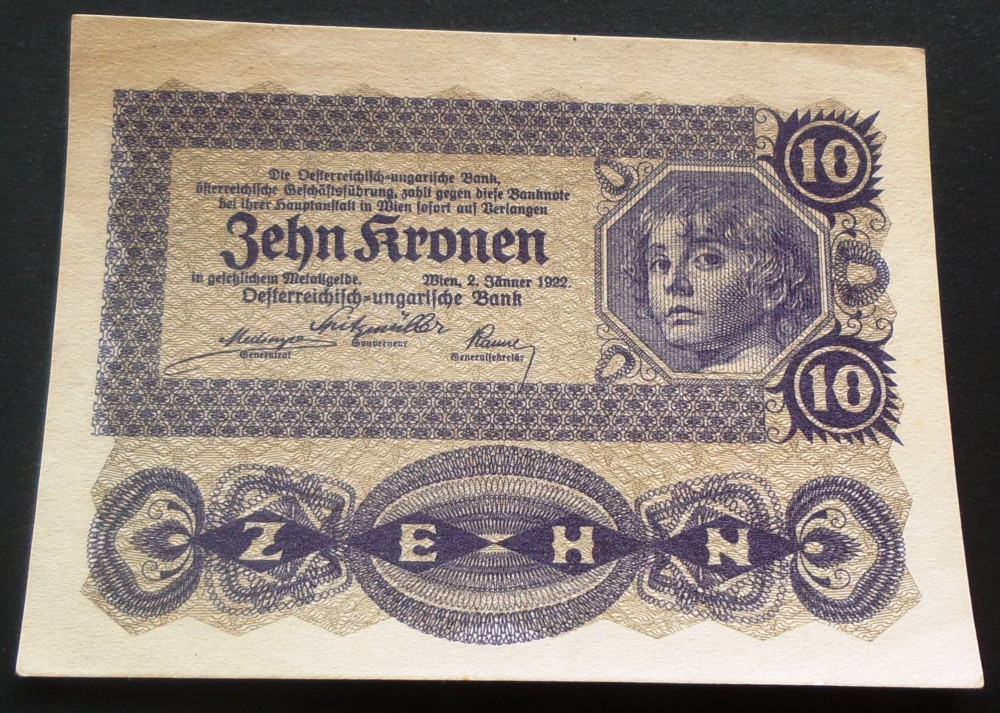 10
Die Oesterreichisch-ungarische Bank,
österreichische Geschäftsführung, zahlt gegen diese Banknote
bei ihrer Hauptanstalt in Wien sofort auf Verlangen
Zehn Kronen
in gesetzlichem Metallgelde. Wien, 2. Jänner 1922.
Oesterreichisch-ungarische Bank
Spitzmüller
Generalrat Gouverneur Generalsekretär
10
Z E H N